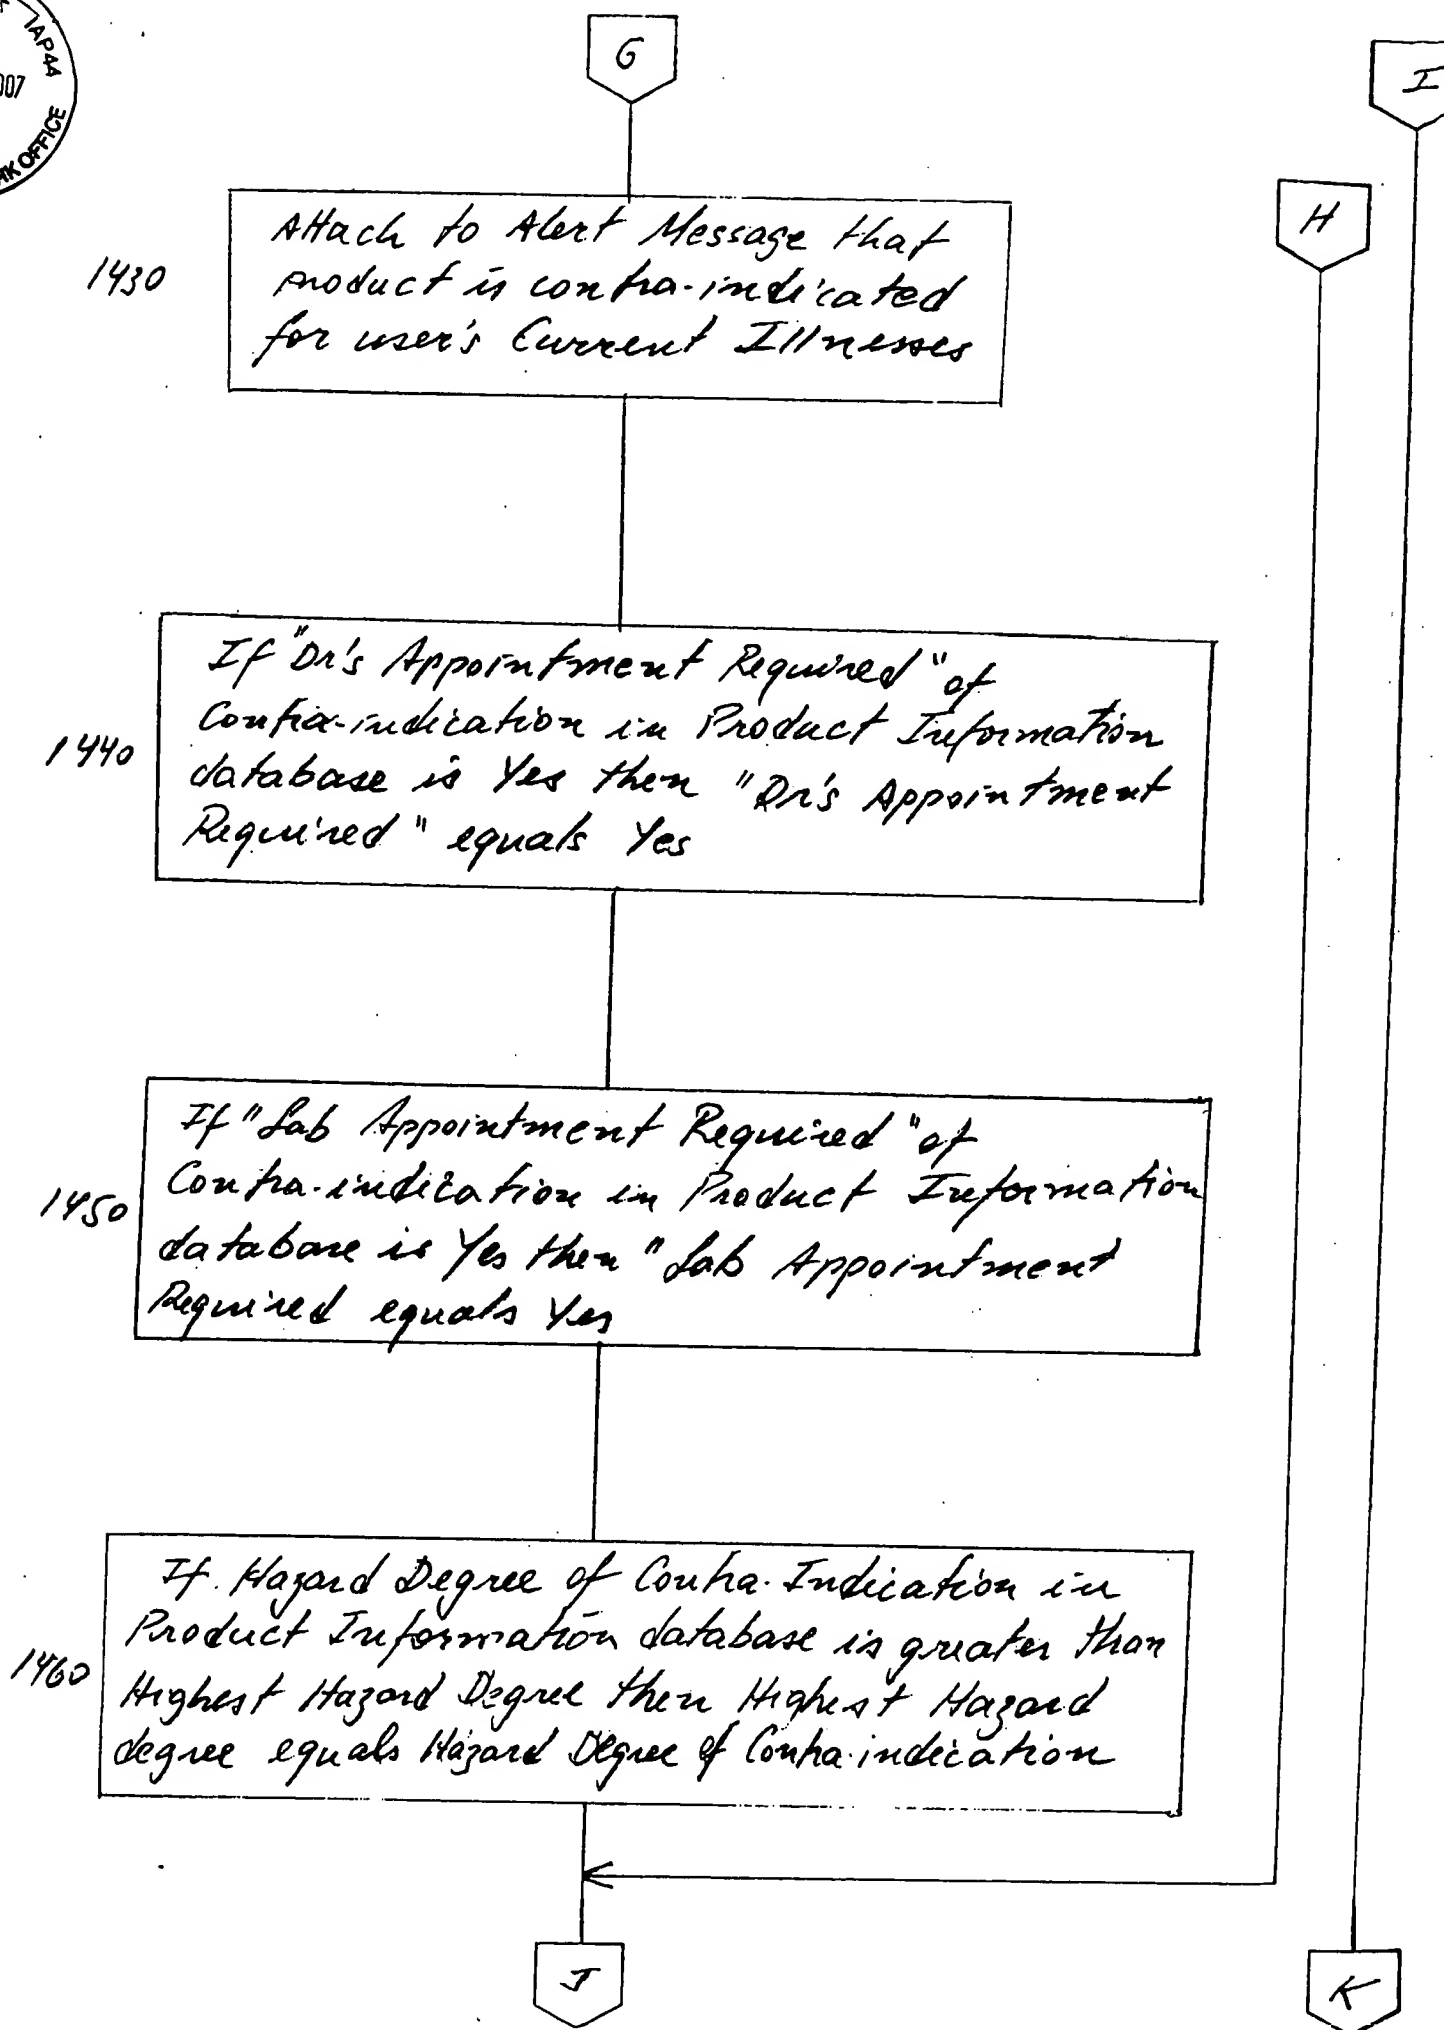 IAP44
007
RK OFFICE
G
I
H
1430
Attach to Alert Message that
product is contra-indicated
for user's Current Illnesses
1440
If "Dr's Appointment Required" of
Contra-indication in Product Information
database is Yes then "Dr's Appointment
Required" equals Yes
1450
If "Lab Appointment Required" of
Contra-indication in Product Information
database is Yes then "Lab Appointment
Required equals Yes
1460
If Hazard Degree of Contra-Indication in
Product Information database is greater than
Highest Hazard Degree then Highest Hazard
degree equals Hazard Degree of Contra-indication
J
K